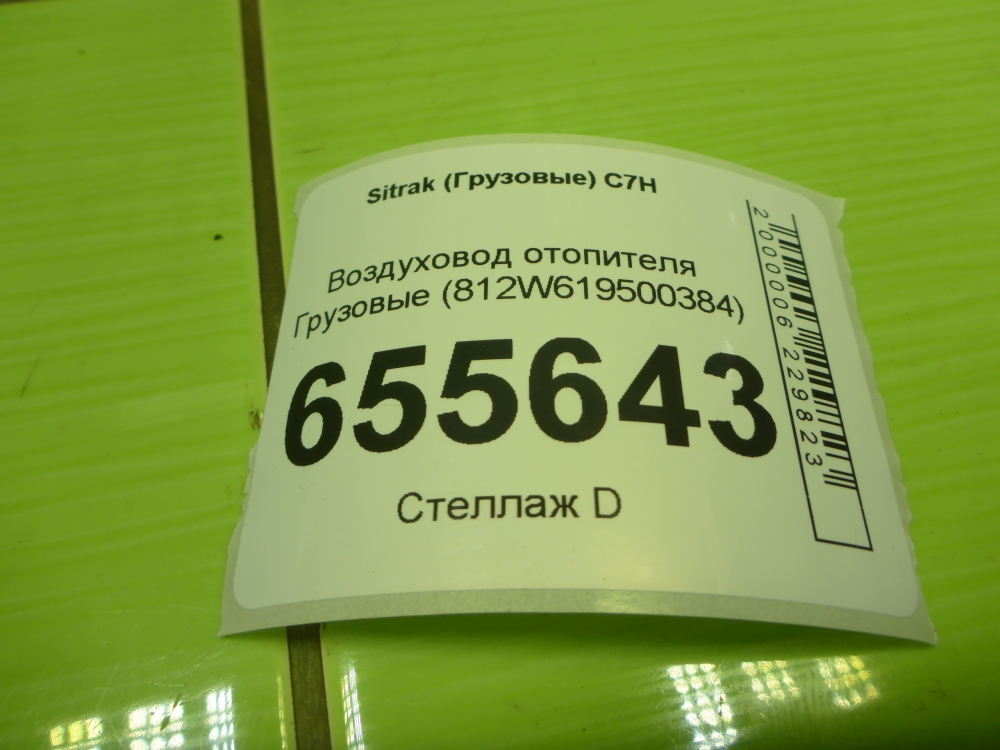 Sitrak (Грузовые) C7H
Воздуховод отопителя
Грузовые (812W619500384)
655643
Стеллаж D
2000006229823